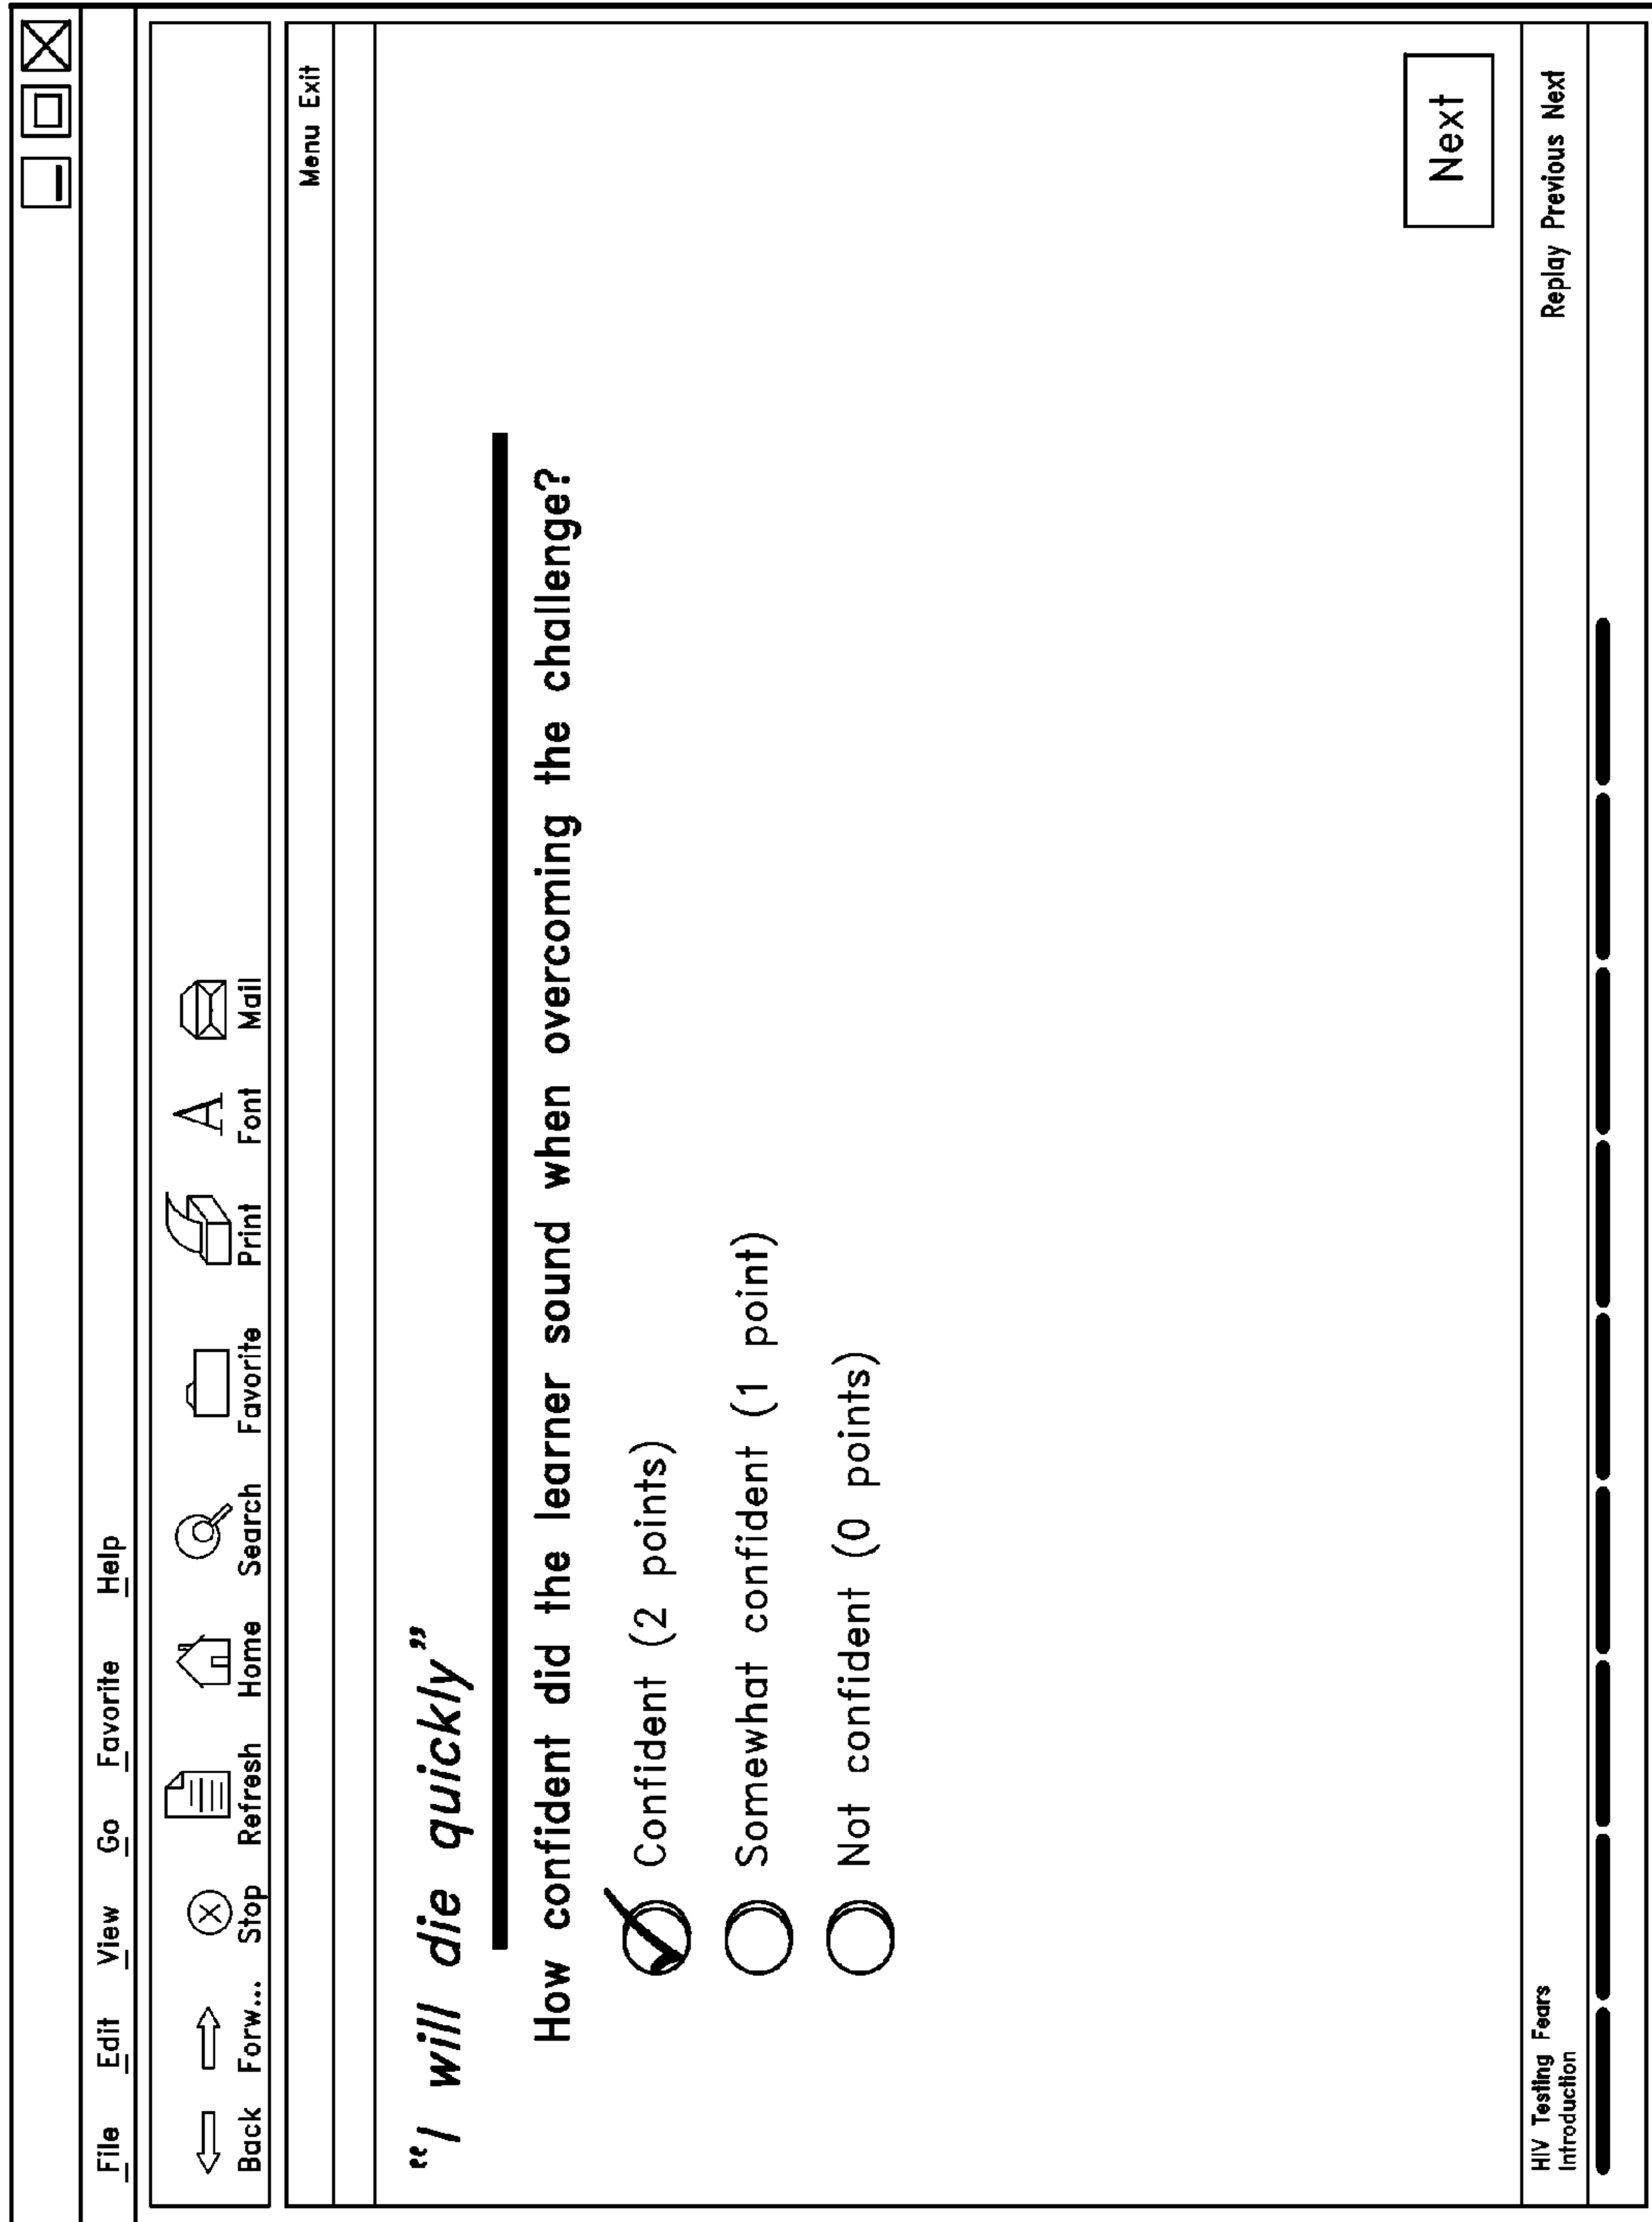 File Edit View Go Favorite Help
Back Forw... Stop Refresh Home Search Favorite Print Font Mail
Menu Exit
“I will die quickly”
How confident did the learner sound when overcoming the challenge?
Confident (2 points)
Somewhat confident (1 point)
Not confident (0 points)
Next
HIV Testing Fears
Introduction
Replay Previous Next